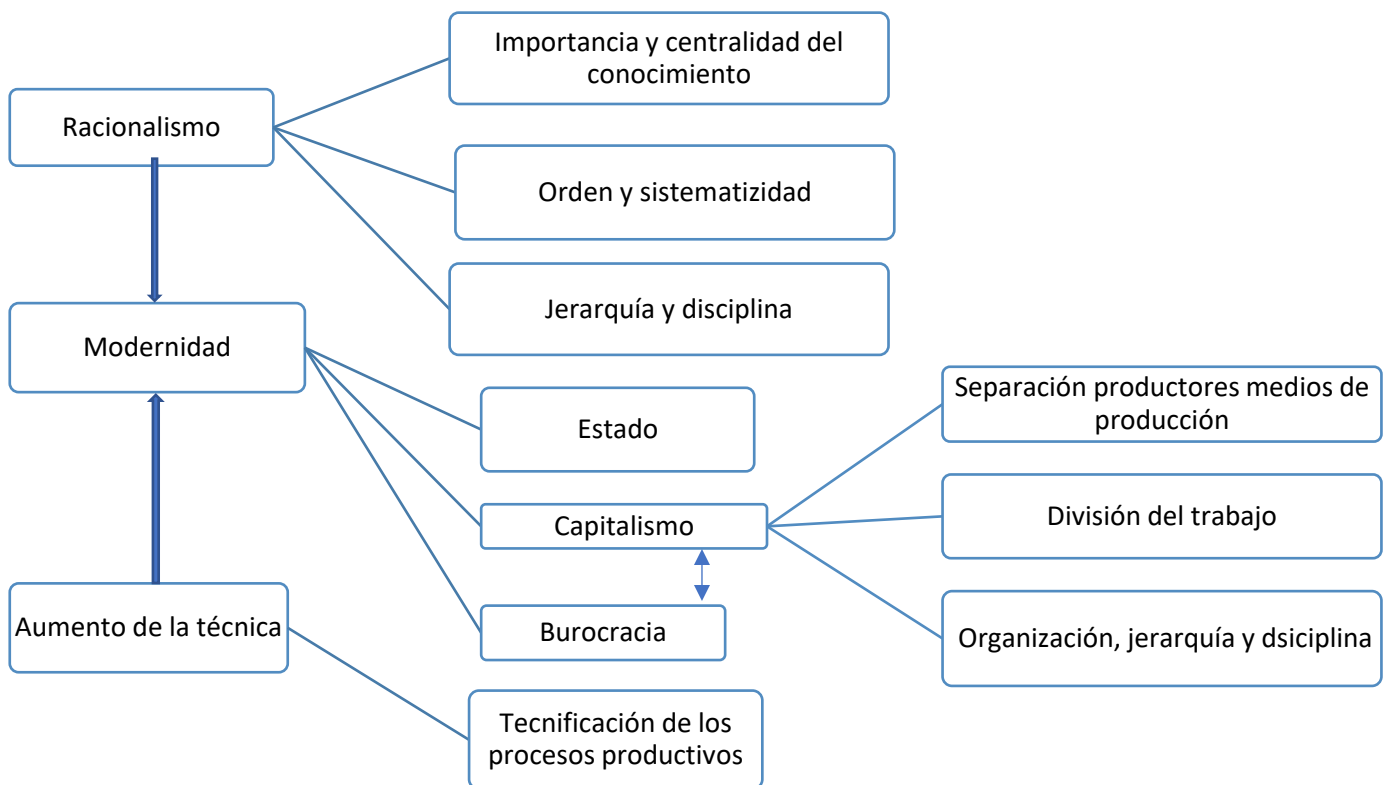 Importancia y centralidad del
conocimiento
Racionalismo
Orden y sistematizidad
Jerarquía y disciplina
Modernidad
Separación productores medios de
producción
Estado
División del trabajo
Capitalismo
Aumento de la técnica
Burocracia
Organización, jerarquía y dsiciplina
Tecnificación de los
procesos productivos